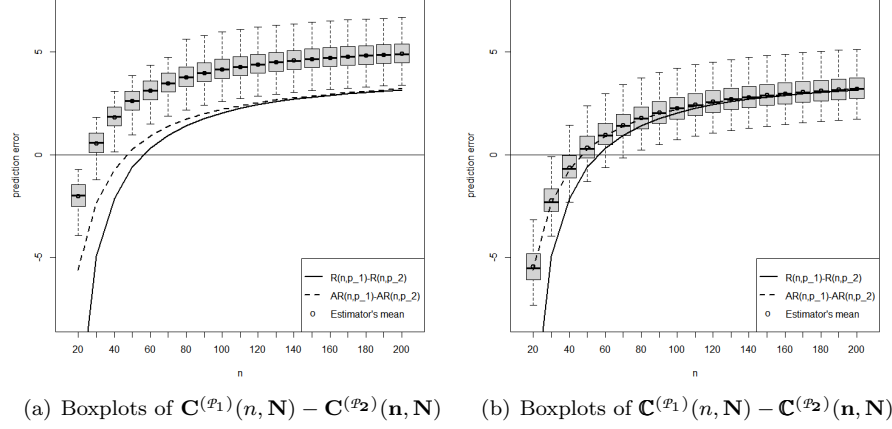 prediction error
5
0
-5
R(n,p_1)-R(n,p_2)
AR(n,p_1)-AR(n,p_2)
Estimator's mean
20 40 60 80 100 120 140 160 180 200
n
prediction error
5
0
-5
R(n,p_1)-R(n,p_2)
AR(n,p_1)-AR(n,p_2)
Estimator's mean
20 40 60 80 100 120 140 160 180 200
n
(a) Boxplots of C^(p₁)(n, N) − C^(p₂)(n, N)
(b) Boxplots of ℂ^(p₁)(n, N) − ℂ^(p₂)(n, N)